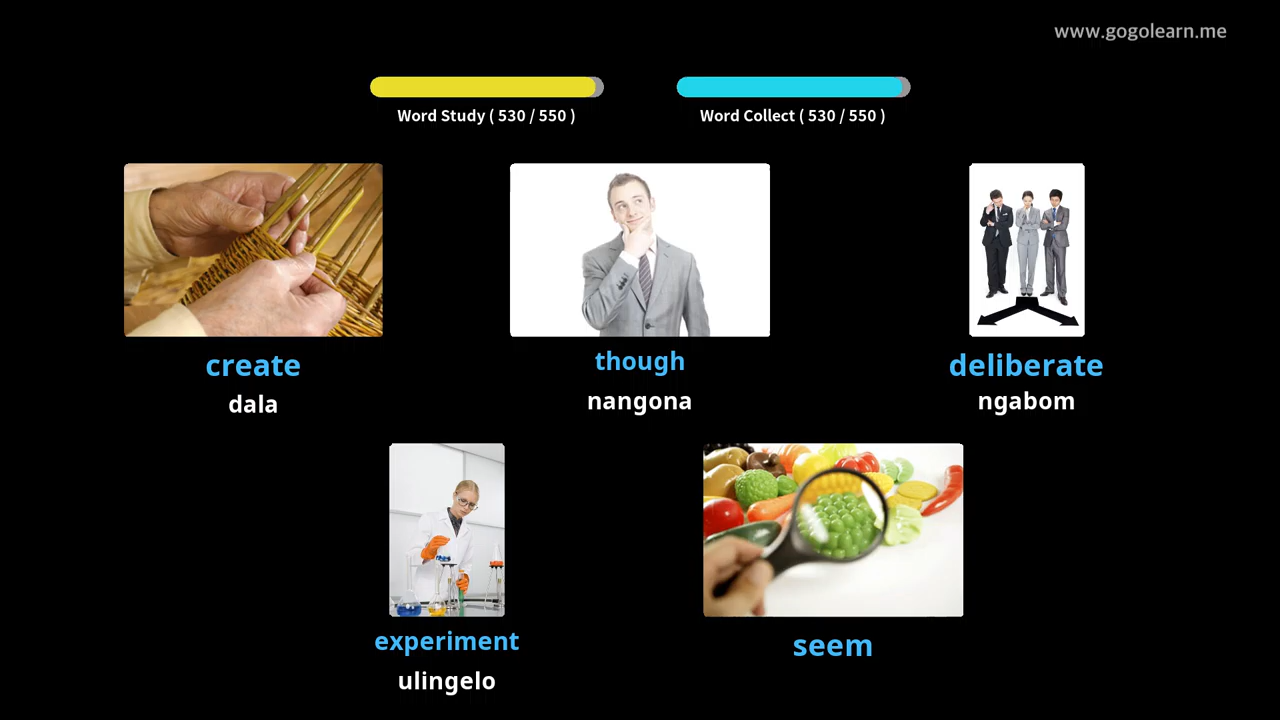 www.gogolearn.me
Word Study ( 530 / 550 )
Word Collect ( 530 / 550 )
create
dala
though
nangona
deliberate
ngabom
experiment
ulingelo
seem